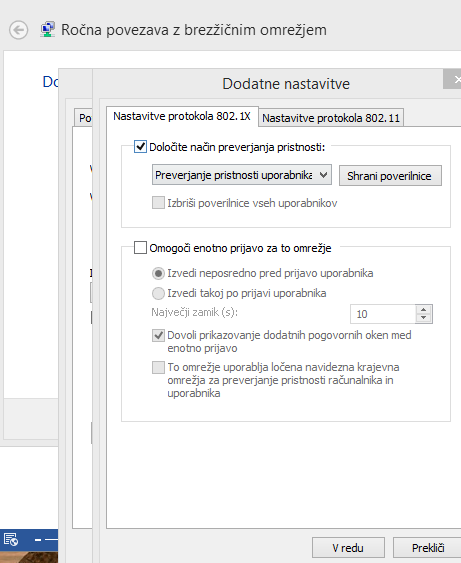 Ročna povezava z brezžičnim omrežjem
Do
Dodatne nastavitve
Po
Nastavitve protokola 802.1X
Nastavitve protokola 802.11
Določite način preverjanja pristnosti:
Preverjanje pristnosti uporabnika
Shrani poverilnice
Izbriši poverilnice vseh uporabnikov
Omogoči enotno prijavo za to omrežje
Izvedi neposredno pred prijavo uporabnika
Izvedi takoj po prijavi uporabnika
Največji zamik (s):
10
Dovoli prikazovanje dodatnih pogovornih oken med
enotno prijavo
To omrežje uporablja ločena navidezna krajevna
omrežja za preverjanje pristnosti računalnika in
uporabnika
V redu
Prekliči